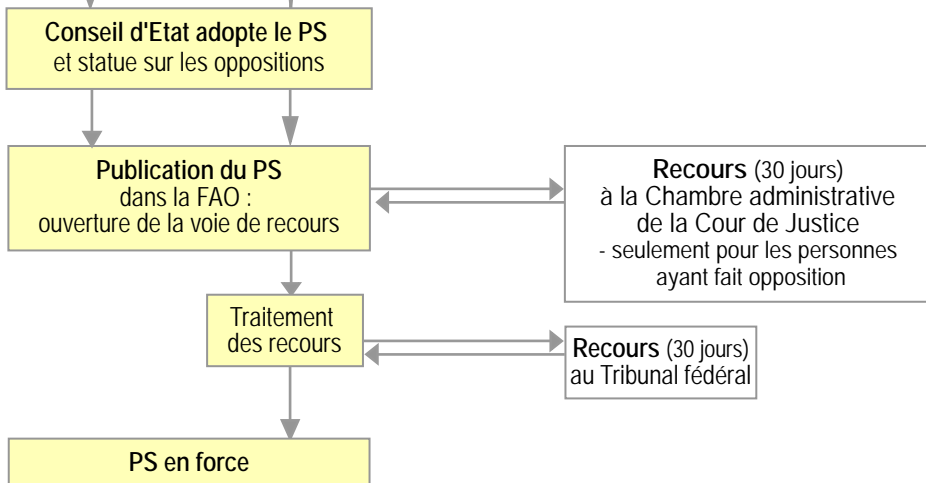 Conseil d'Etat adopte le PS
et statue sur les oppositions
Publication du PS
dans la FAO :
ouverture de la voie de recours
Recours (30 jours)
à la Chambre administrative
de la Cour de Justice
- seulement pour les personnes
ayant fait opposition
Traitement
des recours
Recours (30 jours)
au Tribunal fédéral
PS en force